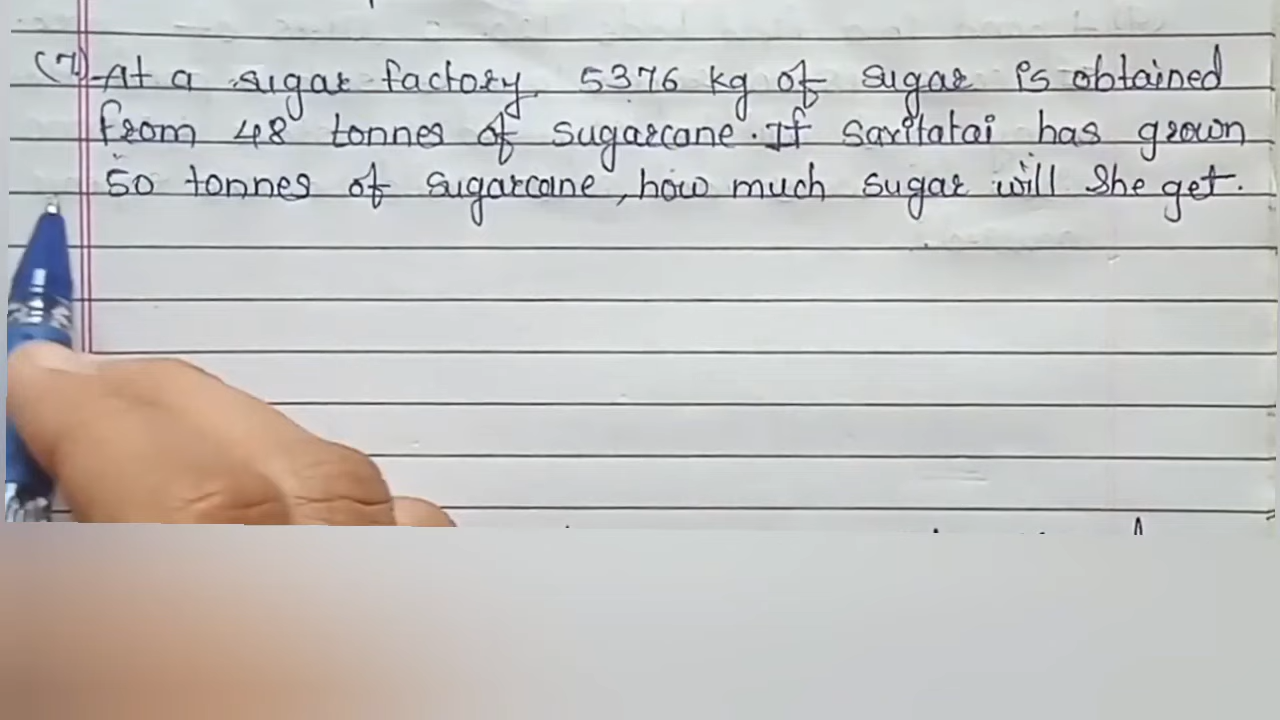 (7) At a sugar factory 5376 kg of sugar is obtained
from 48 tonnes of sugarcane. If Saritatai has grown
50 tonnes of sugarcane, how much sugar will she get.